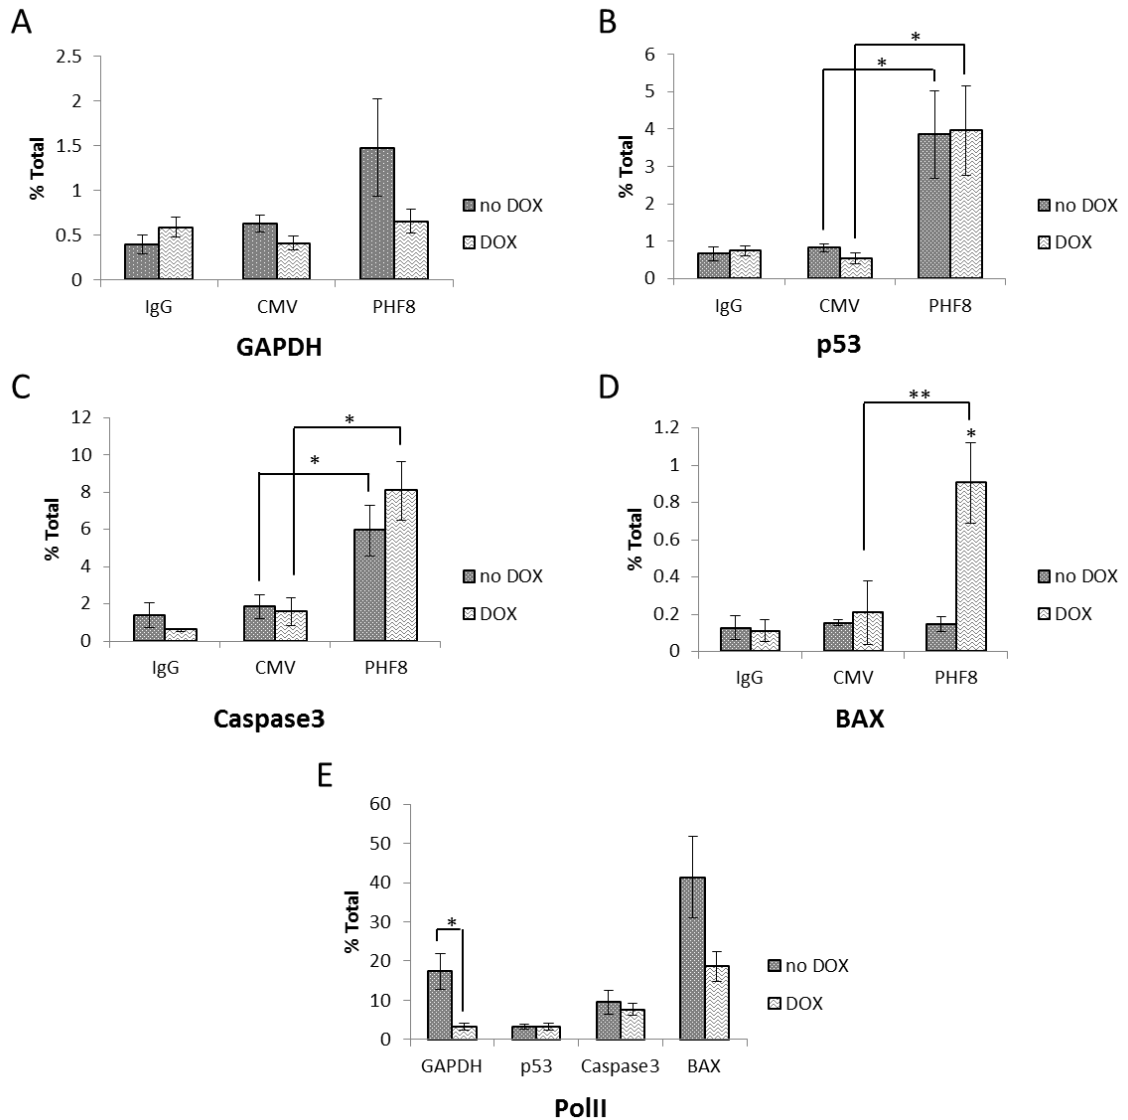 A
2.5
2
1.5
1
0.5
0
% Total
IgG CMV PHF8
GAPDH
no DOX
DOX
B
6
5
4
3
2
1
0
% Total
* *
IgG CMV PHF8
p53
no DOX
DOX
C
12
10
8
6
4
2
0
% Total
* *
IgG CMV PHF8
Caspase3
no DOX
DOX
D
1.2
1
0.8
0.6
0.4
0.2
0
% Total
**
*
IgG CMV PHF8
BAX
no DOX
DOX
E
60
50
40
30
20
10
0
% Total
*
GAPDH p53 Caspase3 BAX
PolII
no DOX
DOX